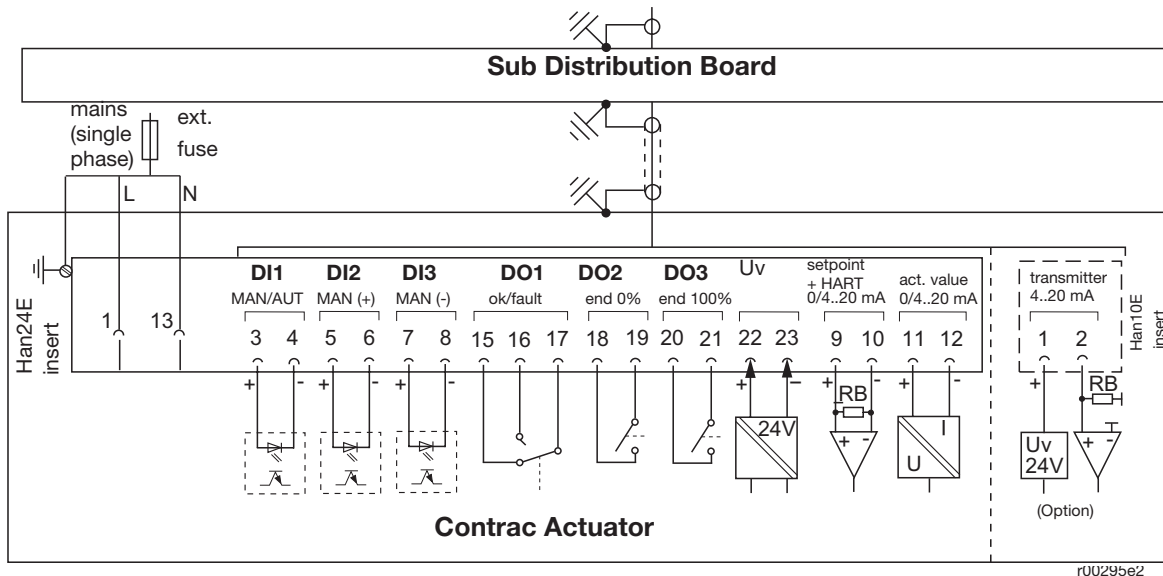 Sub Distribution Board
mains
(single
phase)
ext.
fuse
L N
Han24E
insert
1 13
DI1 DI2 DI3 DO1 DO2 DO3 Uv
MAN/AUT MAN (+) MAN (-) ok/fault end 0% end 100%
setpoint
+ HART
0/4..20 mA
act. value
0/4..20 mA
transmitter
4..20 mA
3 4 5 6 7 8 15 16 17 18 19 20 21 22 23 9 10 11 12 1 2
Han10E
insert
+ - + - + - + – + - + - +
RB
RB
24V
+ -
I
U
Uv
24V
+ -
(Option)
Contrac Actuator
r00295e2